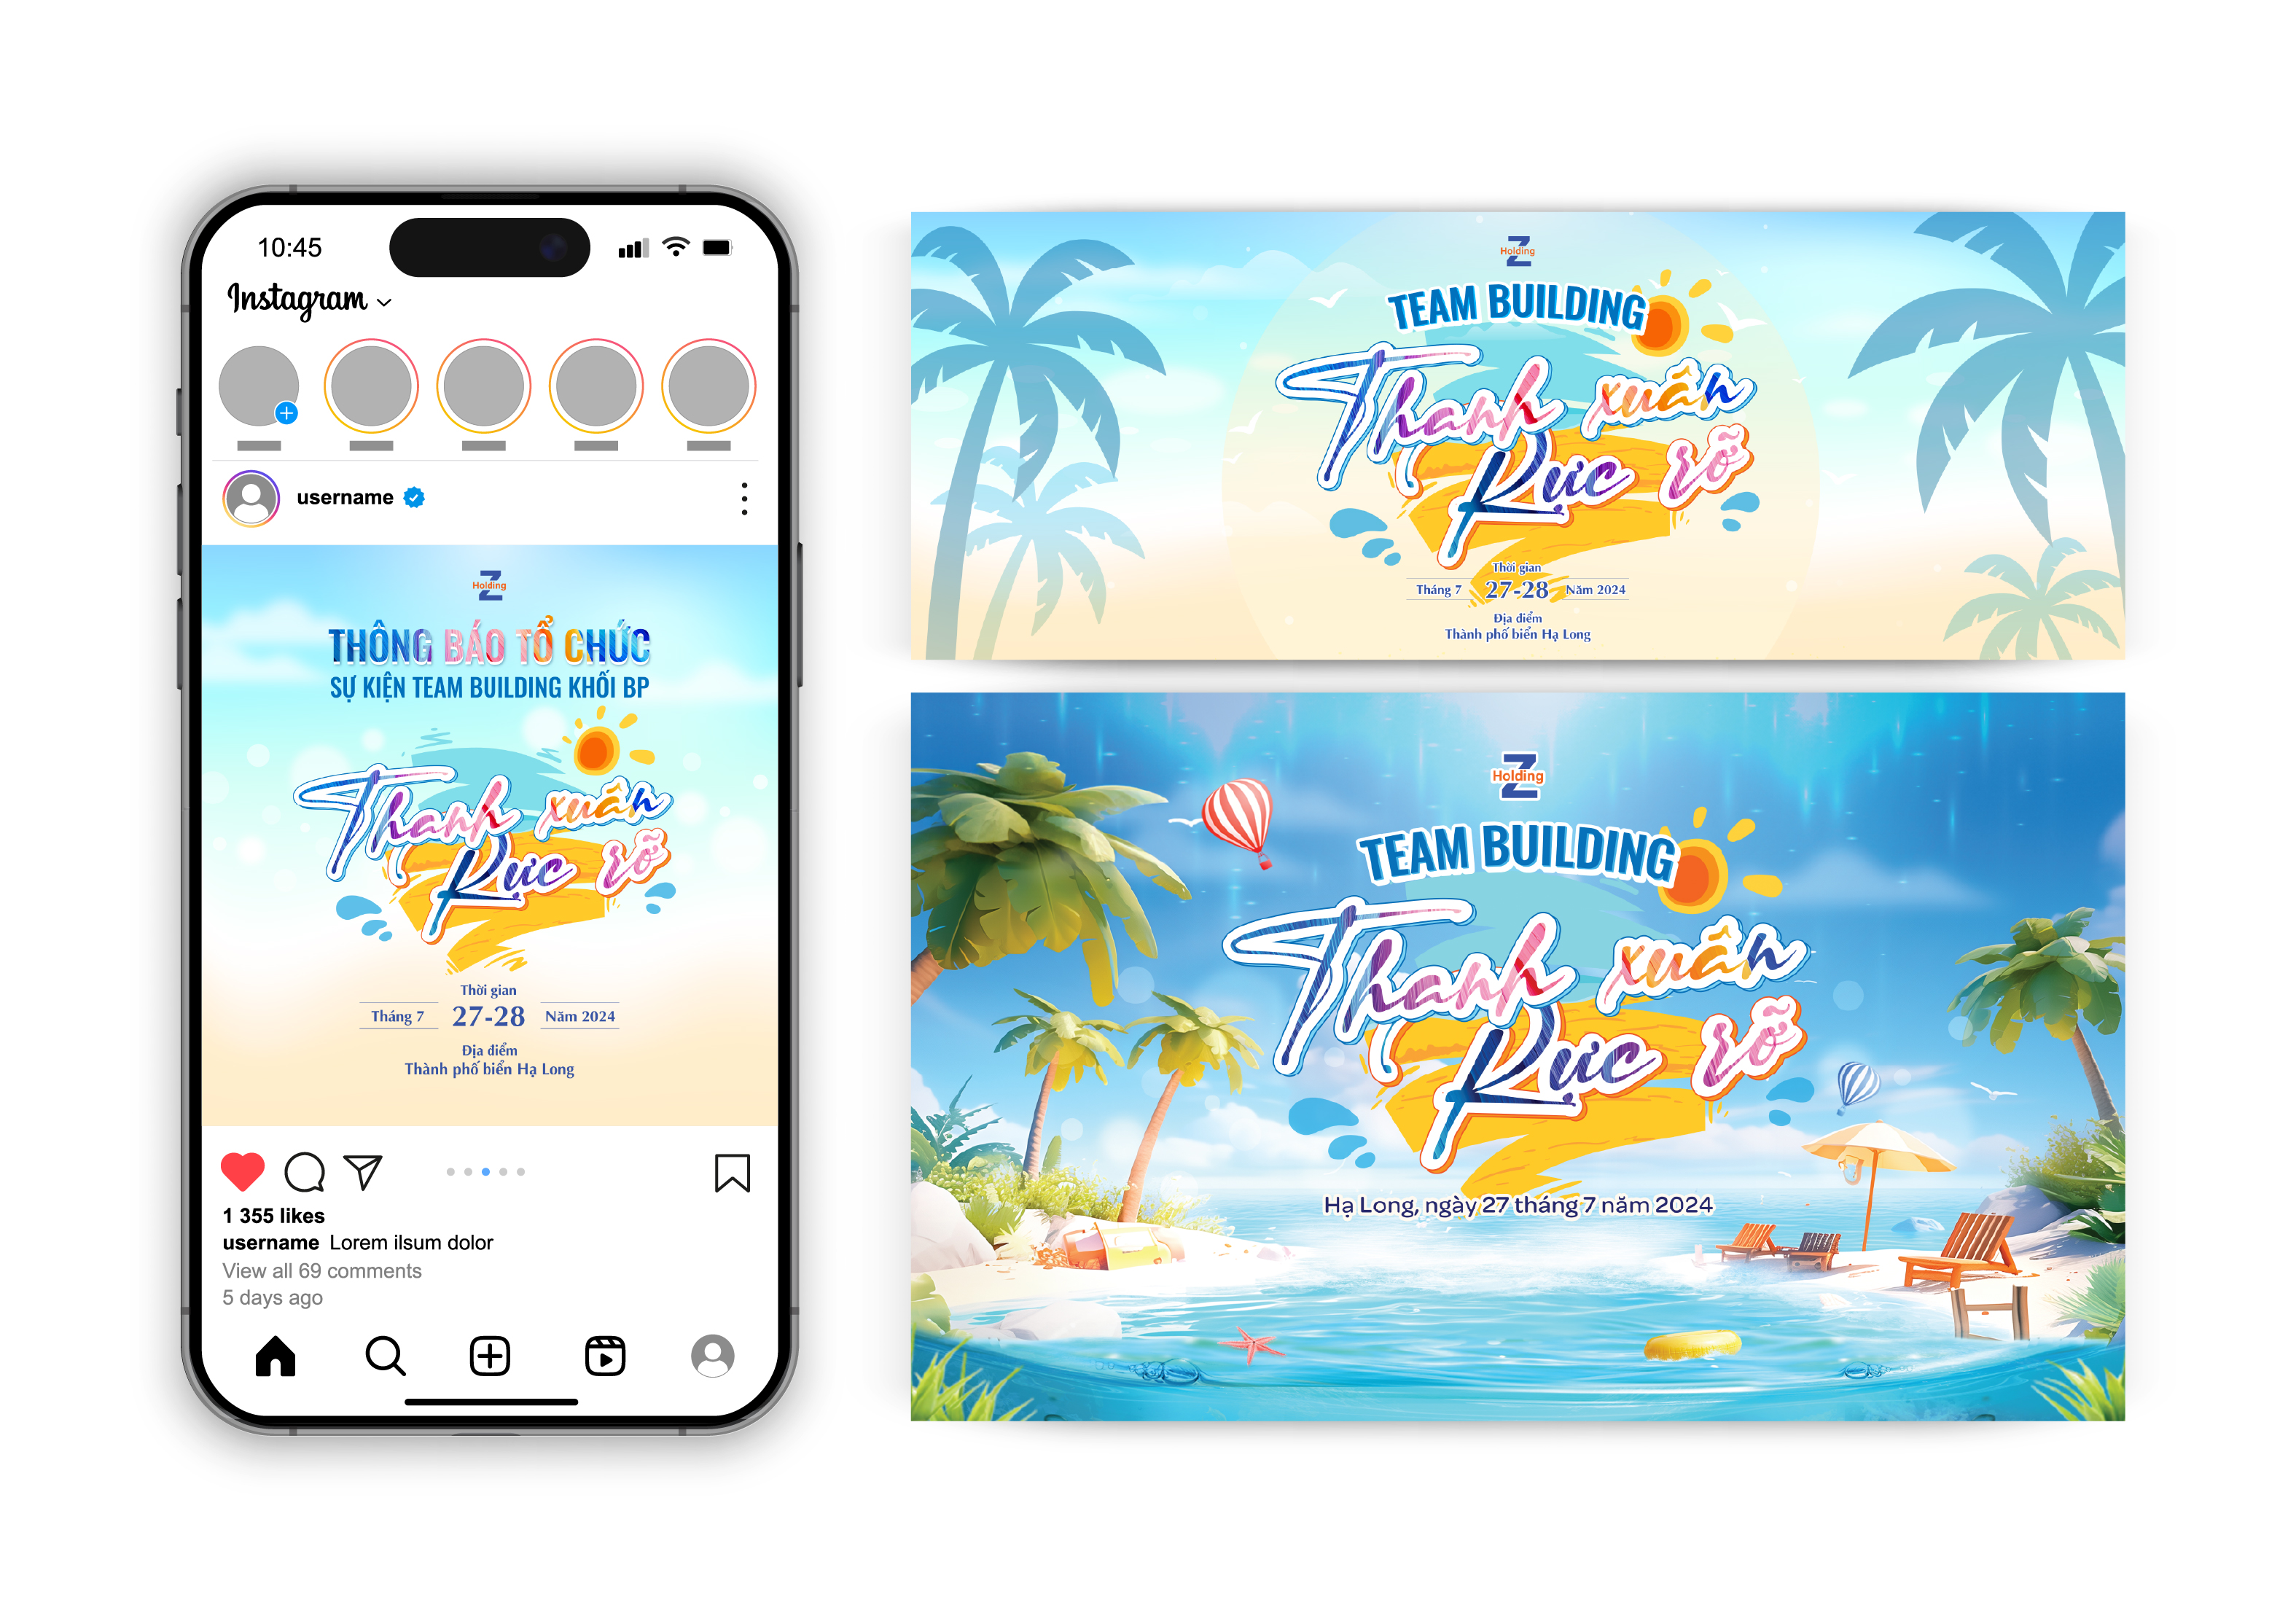 10:45
Instagram
username
Z
Holding
THÔNG BÁO TỔ CHỨC
SỰ KIỆN TEAM BUILDING KHỐI BP
Thanh xuân
Rực rỡ
Thời gian
Tháng 7 27-28 Năm 2024
Địa điểm
Thành phố biển Hạ Long
1 355 likes
username Lorem ilsum dolor
View all 69 comments
5 days ago
Z
Holding
TEAM BUILDING
Thanh xuân
Rực rỡ
Thời gian
Tháng 7 27-28 Năm 2024
Địa điểm
Thành phố biển Hạ Long
Z
Holding
TEAM BUILDING
Thanh xuân
Rực rỡ
Hạ Long, ngày 27 tháng 7 năm 2024